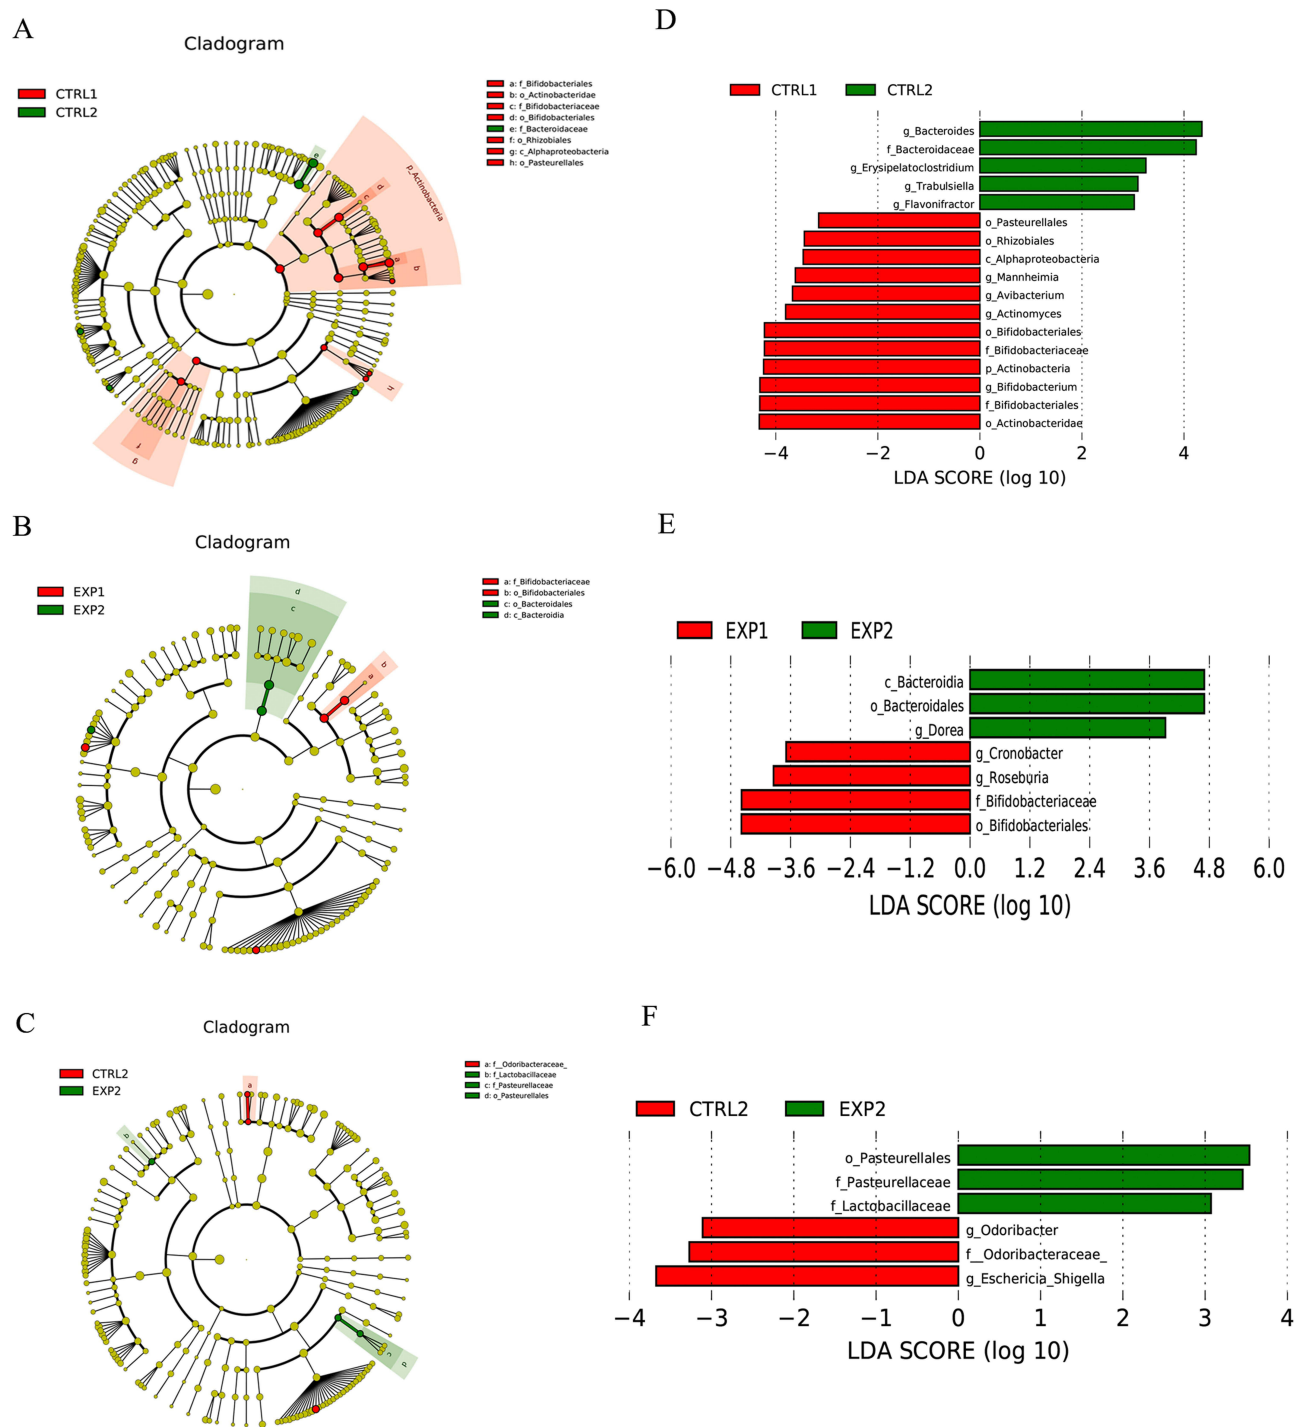 A
Cladogram
CTRL1
CTRL2
a: f_Bifidobacteriales
b: o_Actinobacteridae
c: f_Bifidobacteriaceae
d: o_Bifidobacteriales
e: f_Bacteroidaceae
f: o_Rhizobiales
g: c_Alphaproteobacteria
h: o_Pasteurellales
p_Actinobacteria
e
d
c
a
b
h
f
g
D
CTRL1
CTRL2
g_Bacteroides
f_Bacteroidaceae
g_Erysipelatoclostridium
g_Trabulsiella
g_Flavonifractor
o_Pasteurellales
o_Rhizobiales
c_Alphaproteobacteria
g_Mannheimia
g_Avibacterium
g_Actinomyces
o_Bifidobacteriales
f_Bifidobacteriaceae
p_Actinobacteria
g_Bifidobacterium
f_Bifidobacteriales
o_Actinobacteridae
−4 −2 0 2 4
LDA SCORE (log 10)
B
Cladogram
EXP1
EXP2
a: f_Bifidobacteriaceae
b: o_Bifidobacteriales
c: o_Bacteroidales
d: c_Bacteroidia
d
c
b
a
E
EXP1
EXP2
c_Bacteroidia
o_Bacteroidales
g_Dorea
g_Cronobacter
g_Roseburia
f_Bifidobacteriaceae
o_Bifidobacteriales
−6.0 −4.8 −3.6 −2.4 −1.2 0.0 1.2 2.4 3.6 4.8 6.0
LDA SCORE (log 10)
C
Cladogram
CTRL2
EXP2
a: f__Odoribacteraceae_
b: f_Lactobacillaceae
c: f_Pasteurellaceae
d: o_Pasteurellales
a
b
c
d
F
CTRL2
EXP2
o_Pasteurellales
f_Pasteurellaceae
f_Lactobacillaceae
g_Odoribacter
f__Odoribacteraceae_
g_Eschericia_Shigella
−4 −3 −2 −1 0 1 2 3 4
LDA SCORE (log 10)